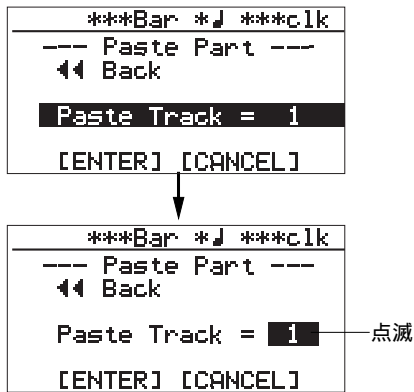 ***Bar *♩ ***clk
--- Paste Part ---
◀◀ Back
Paste Track = 1
[ENTER] [CANCEL]
***Bar *♩ ***clk
--- Paste Part ---
◀◀ Back
Paste Track = 1 点滅
[ENTER] [CANCEL]